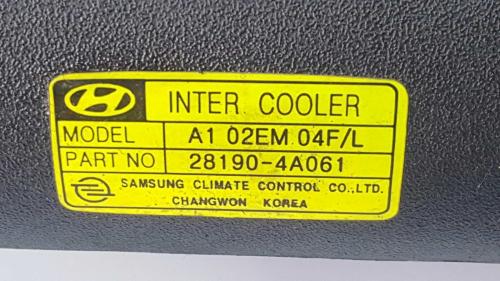 INTER COOLER
MODEL A1 02EM 04F/L
PART NO 28190-4A061
SAMSUNG CLIMATE CONTROL CO.,LTD.
CHANGWON KOREA